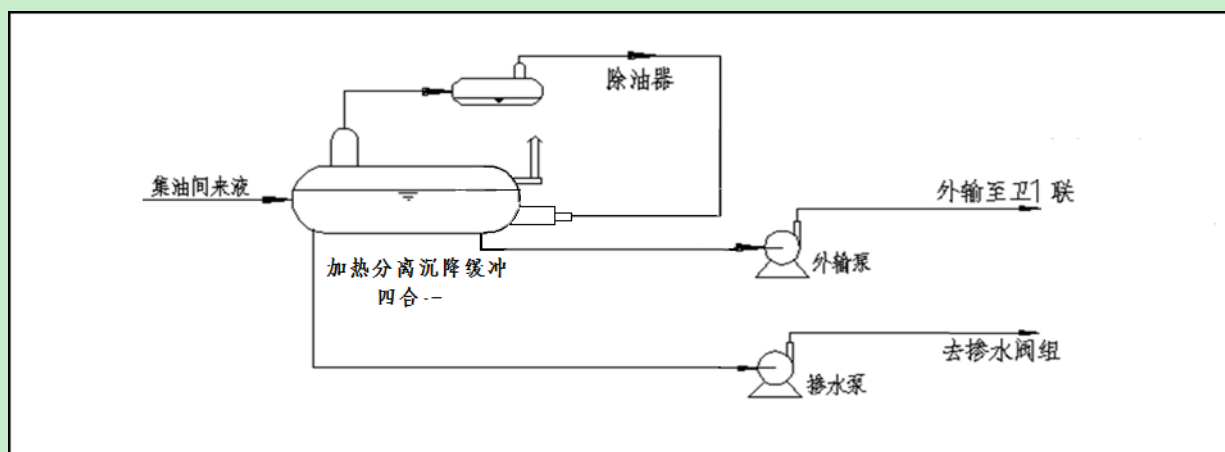 除油器
集油间来液
外输至卫1联
外输泵
加热分离沉降缓冲
四合一
去掺水阀组
掺水泵